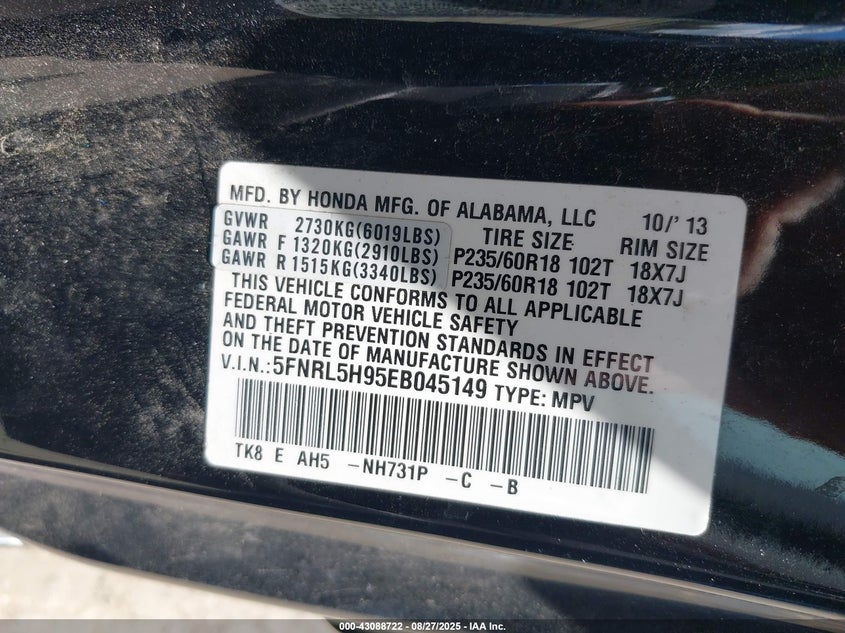 MFD. BY HONDA MFG. OF ALABAMA, LLC 10/'13
GVWR 2730KG(6019LBS) TIRE SIZE RIM SIZE
GAWR F 1320KG(2910LBS) P235/60R18 102T 18X7J
GAWR R 1515KG(3340LBS) P235/60R18 102T 18X7J
THIS VEHICLE CONFORMS TO ALL APPLICABLE
FEDERAL MOTOR VEHICLE SAFETY
AND THEFT PREVENTION STANDARDS IN EFFECT
ON THE DATE OF MANUFACTURE SHOWN ABOVE.
V.I.N.:5FNRL5H95EB045149 TYPE: MPV
TK8 E AH5 -NH731P -C -B
000-43088722 - 08/27/2025 - IAA Inc.